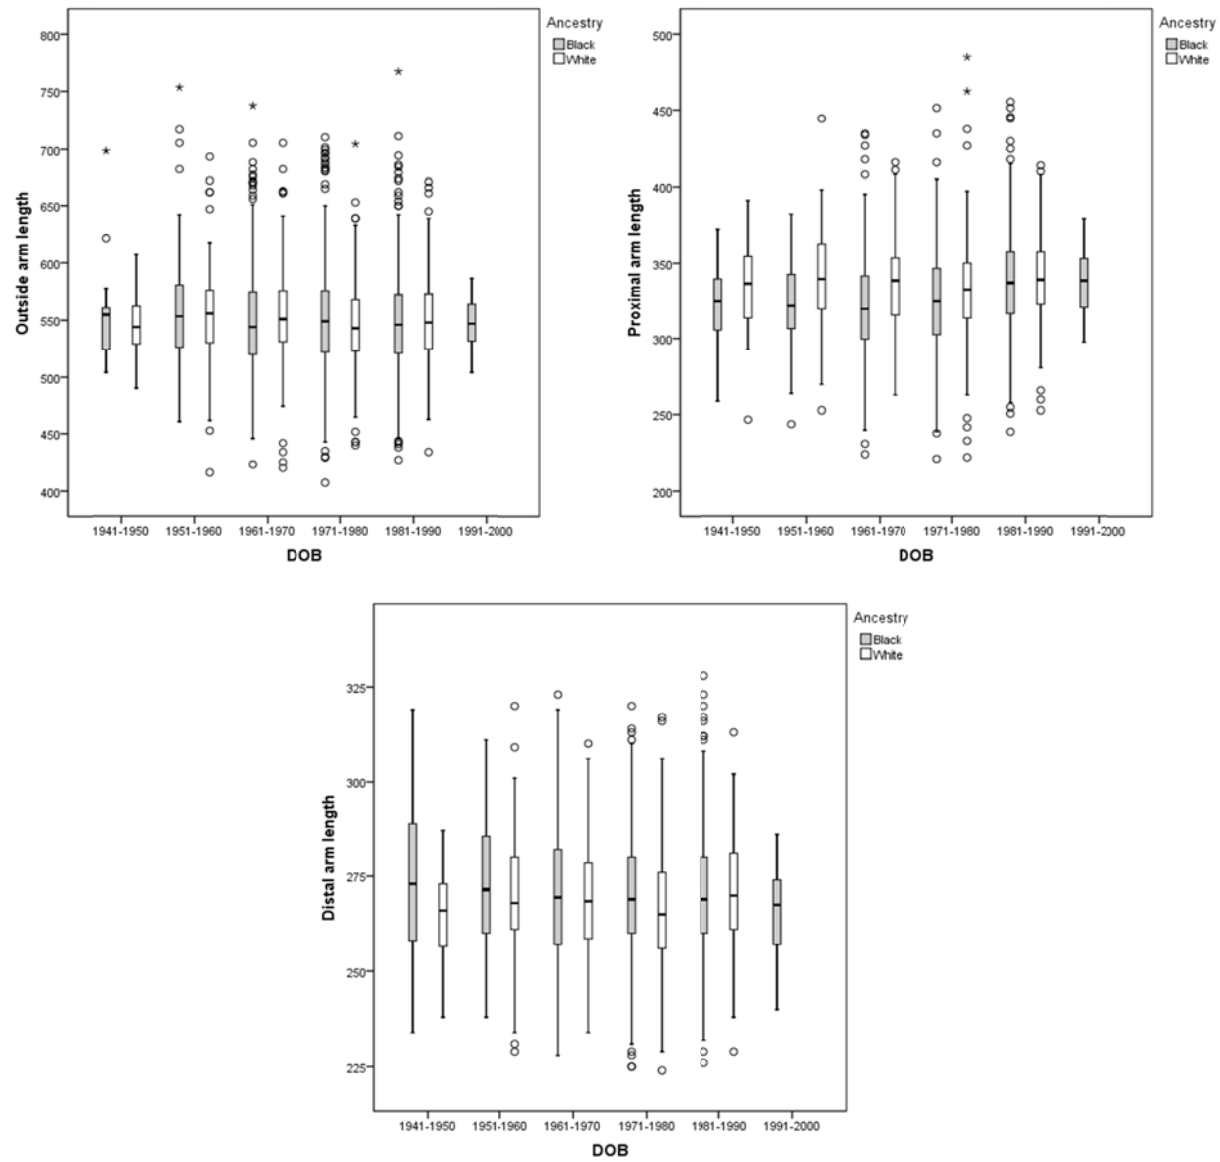 Ancestry
Black
White
800
750
700
650
600
550
500
450
400
Outside arm length
1941-1950 1951-1960 1961-1970 1971-1980 1981-1990 1991-2000
DOB
Ancestry
Black
White
500
450
400
350
300
250
200
Proximal arm length
1941-1950 1951-1960 1961-1970 1971-1980 1981-1990 1991-2000
DOB
Ancestry
Black
White
325
300
275
250
225
Distal arm length
1941-1950 1951-1960 1961-1970 1971-1980 1981-1990 1991-2000
DOB